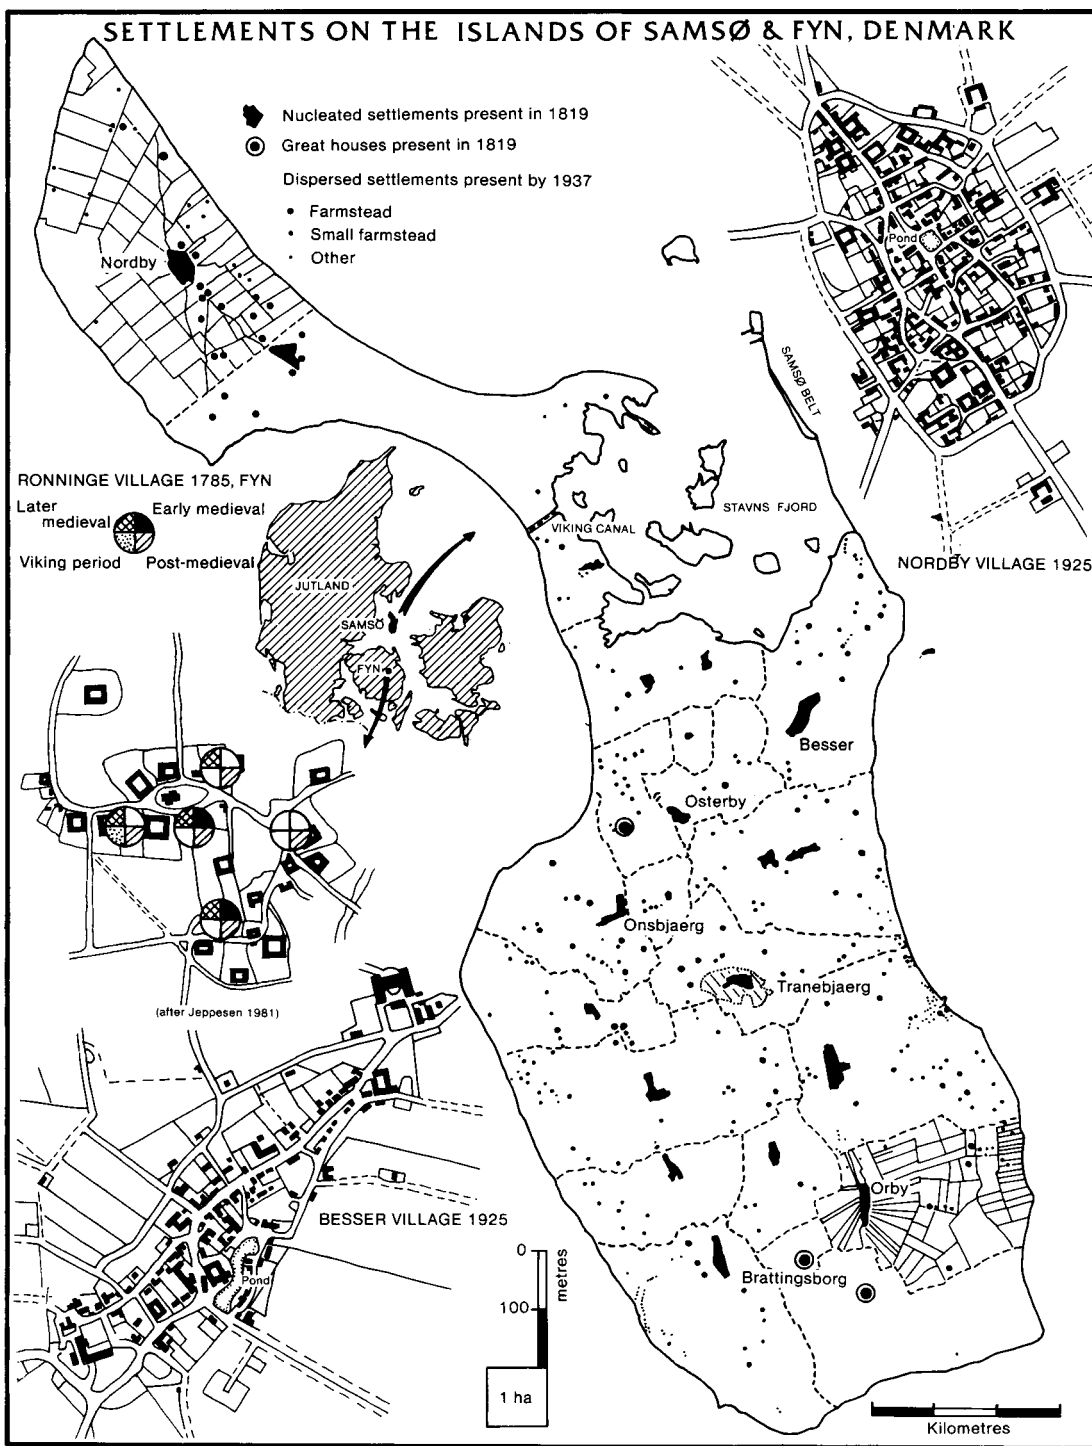 SETTLEMENTS ON THE ISLANDS OF SAMSØ & FYN, DENMARK
Nucleated settlements present in 1819
Great houses present in 1819
Dispersed settlements present by 1937
Farmstead
Small farmstead
Other
Nordby
Pond
SAMSØ BELT
RONNINGE VILLAGE 1785, FYN
Later
medieval
Early medieval
Viking period
Post-medieval
JUTLAND
SAMSÖ
FYN
VIKING CANAL
STAVNS FJORD
NORDBY VILLAGE 1925
Besser
Osterby
Onsbjaerg
Tranebjaerg
(after Jeppesen 1981)
Orby
BESSER VILLAGE 1925
Pond
Brattingsborg
0
100
metres
1 ha
Kilometres